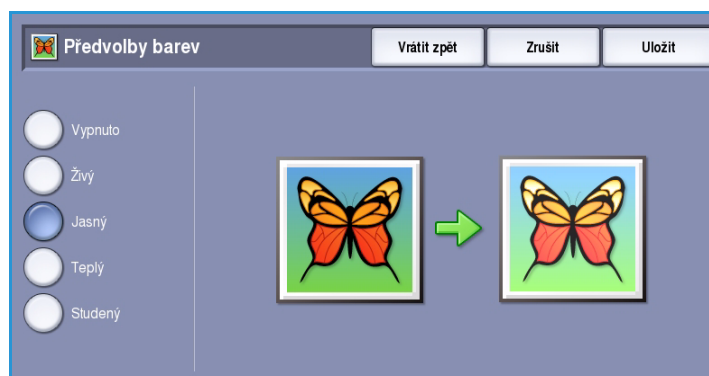 Předvolby barev
Vrátit zpět
Zrušit
Uložit
Vypnuto
Živý
Jasný
Teplý
Studený